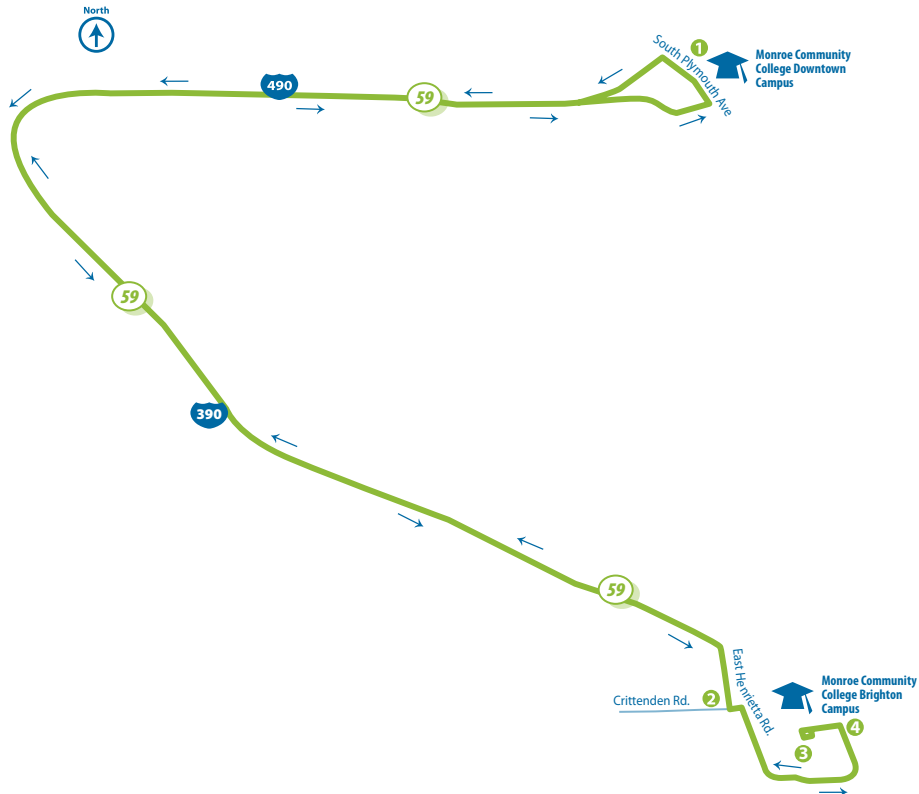 North
South Plymouth Ave
1
Monroe Community
College Downtown
Campus
490
59
59
390
59
East Henrietta Rd.
Crittenden Rd.
2
Monroe Community
College Brighton
Campus
4
3